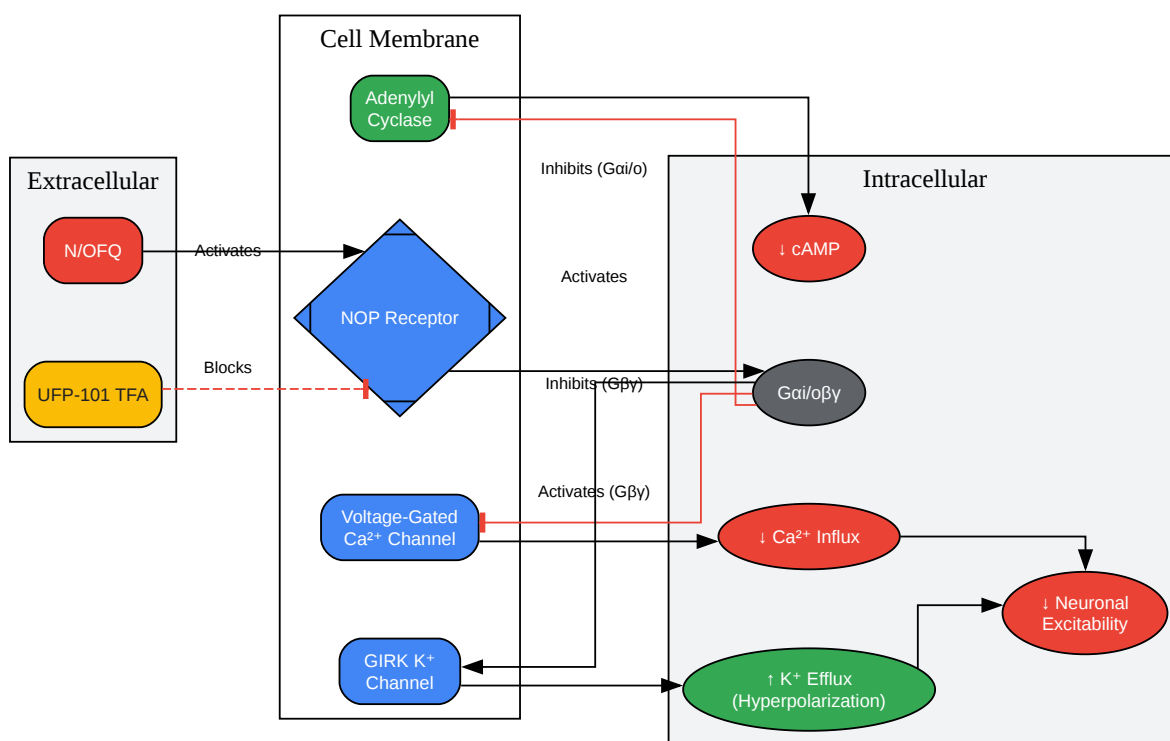 Cell Membrane
Adenylyl
Cyclase
Inhibits (Gαi/o)
Extracellular
Intracellular
N/OFQ
Activates
↓ cAMP
Activates
NOP Receptor
Blocks
UFP-101 TFA
Inhibits (Gβγ)
Gαi/oβγ
Activates (Gβγ)
Voltage-Gated
Ca²⁺ Channel
↓ Ca²⁺ Influx
↓ Neuronal
Excitability
GIRK K⁺
Channel
↑ K⁺ Efflux
(Hyperpolarization)